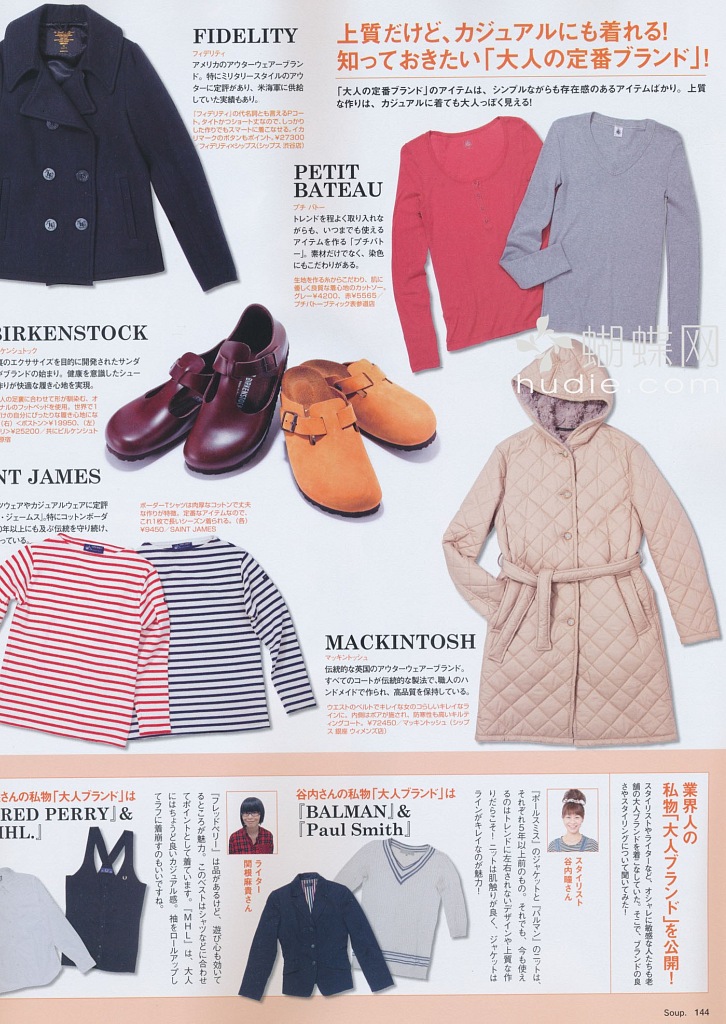 FIDELITY
フィデリティ
アメリカのアウターウェアーブラン
ド。特にミリタリースタイルのアウ
ターに定評があり、米海軍に供給
していた実績もあり。
「フィデリティ」の代名詞とも言えるPコー
ト。タイトかつショート丈なので、しっかり
した作りでもスマートに着こなせる。イカ
リマークのボタンもポイント。¥27300
/フィデリティ×シップス(シップス 渋谷店)
上質だけど、カジュアルにも着れる!
知っておきたい「大人の定番ブランド」!
「大人の定番ブランド」のアイテムは、シンプルながらも存在感のあるアイテムばかり。上質
な作りは、カジュアルに着ても大人っぽく見える!
PETIT
BATEAU
プチ バトー
トレンドを程よく取り入れな
がらも、いつまでも使える
アイテムを作る「プチバト
ー」。素材だけでなく、染色
にもこだわりがある。
生地を作る糸からこだわり、肌に
優しく良質な着心地のカットソー。
グレー¥4200、赤¥5565/
プチバトーブティック表参道店
BIRKENSTOCK
ケンシュトック
のエクササイズを目的に開発されたサンダ
ブランドの始まり。健康を意識したシュー
作りが快適な履き心地を実現。
人の足裏に合わせて形が馴染む、オ
ナルのフットベッドを使用。世界で1
けの自分にぴったりな履き心地にな
(右)<ボストン>¥19950、(左)
リ>¥25200/共にビルケンシュト
原宿
NT JAMES
ツウェアやカジュアルウェアに定評
・ジェームス」。特にコットンボーダ
0年以上にも及ぶ伝統を守り続け、
っている。
ボーダーTシャツは肉厚なコットンで丈夫
な作りが特徴。定番なアイテムなので、
これ1枚で長いシーズン着られる。(各)
¥9450/SAINT JAMES
蝴蝶网
hudie.com
MACKINTOSH
マッキントッシュ
伝統的な英国のアウターウェアーブランド。
すべてのコートが伝統的な製法で、職人のハ
ンドメイドで作られ、高品質を保持している。
ウエストのベルトでキレイな女のコらしいキレイなラ
インに。内側はボアが施され、防寒性も高いキルテ
ィングコート。¥72450/マッキントッシュ(シップ
ス 銀座 ウィメンズ店)
業界人の
私物「大人ブランド」を公開!
スタイリストやライターなど、オシャレに敏感な人たちも老
舗の大人ブランドを着こなしていた。そこで、ブランドの良
さやスタイリングについて聞いてみた!
スタイリスト
谷内瞳さん
谷内さんの私物「大人ブランド」は
『BALMAN』&
『Paul Smith』
『ポールスミス』のジャケットと『バルマン』のニットは、
それぞれ5年以上前のもの。それでも、今も使え
るのはトレンドに左右されないデザインや上質な作
りだらこそ!ニットは肌触りが良く、ジャケットは
ラインがキレイなのが魅力!
ライター
関根麻貴さん
さんの私物「大人ブランド」は
RED PERRY』&
HL.』
『フレッドペリー』は品があるけど、遊び心も効いて
るところが魅力。このベストはシャツなどに合わせ
てポイントとして着ています。『MHL』は、大人
にはちょうど良いカジュアル感。袖をロールアップし
てラフに着崩すのもいいですね。
Soup. 144